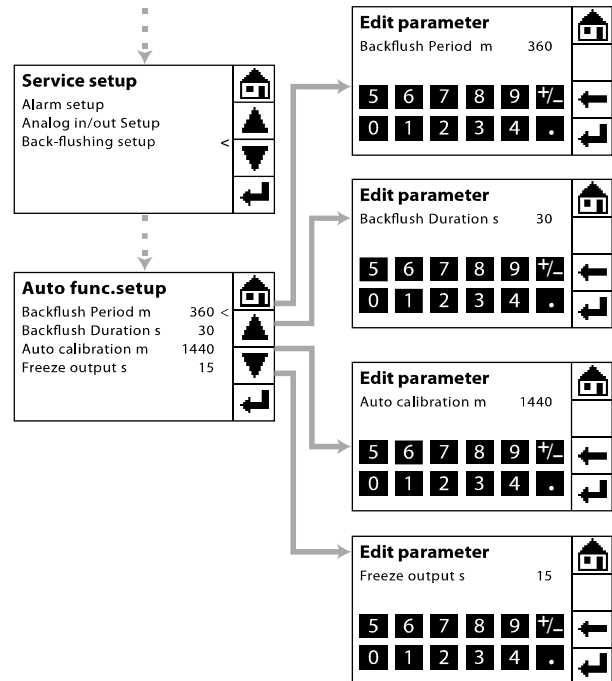 Service setup
Alarm setup
Analog in/out Setup
Back-flushing setup <
Auto func.setup
Backflush Period m 360 <
Backflush Duration s 30
Auto calibration m 1440
Freeze output s 15
Edit parameter
Backflush Period m 360
5 6 7 8 9 +/-
0 1 2 3 4 .
Edit parameter
Backflush Duration s 30
5 6 7 8 9 +/-
0 1 2 3 4 .
Edit parameter
Auto calibration m 1440
5 6 7 8 9 +/-
0 1 2 3 4 .
Edit parameter
Freeze output s 15
5 6 7 8 9 +/-
0 1 2 3 4 .